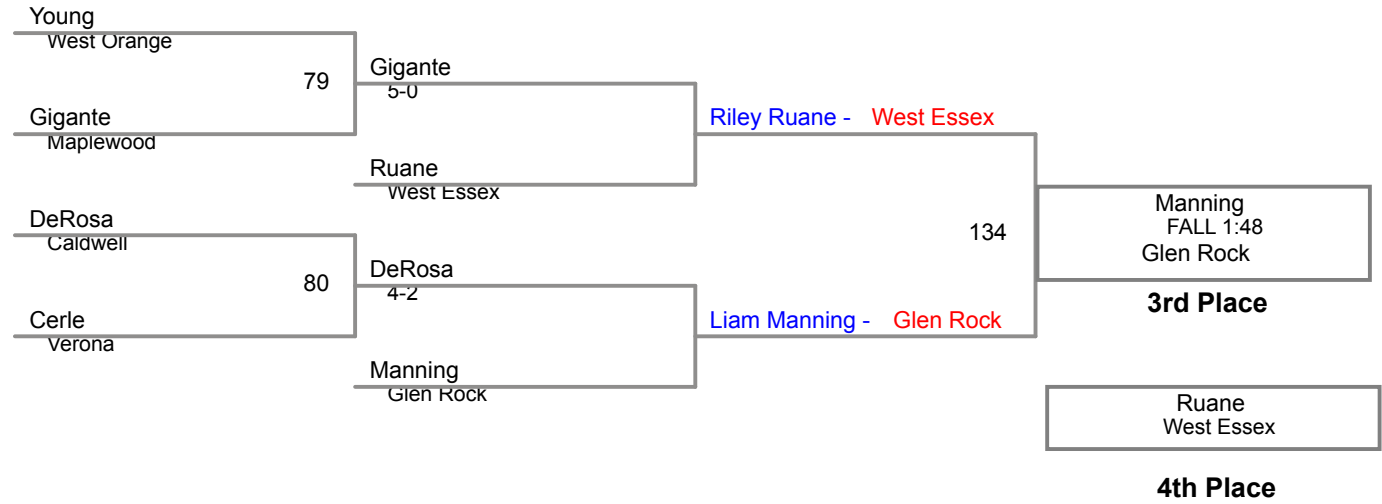 Young
West Orange
79
Gigante
5-0
Gigante
Maplewood
Riley Ruane - West Essex
Ruane
West Essex
DeRosa
Caldwell
134
Manning
FALL 1:48
Glen Rock
80
DeRosa
4-2
3rd Place
Cerle
Verona
Liam Manning - Glen Rock
Manning
Glen Rock
Ruane
West Essex
4th Place